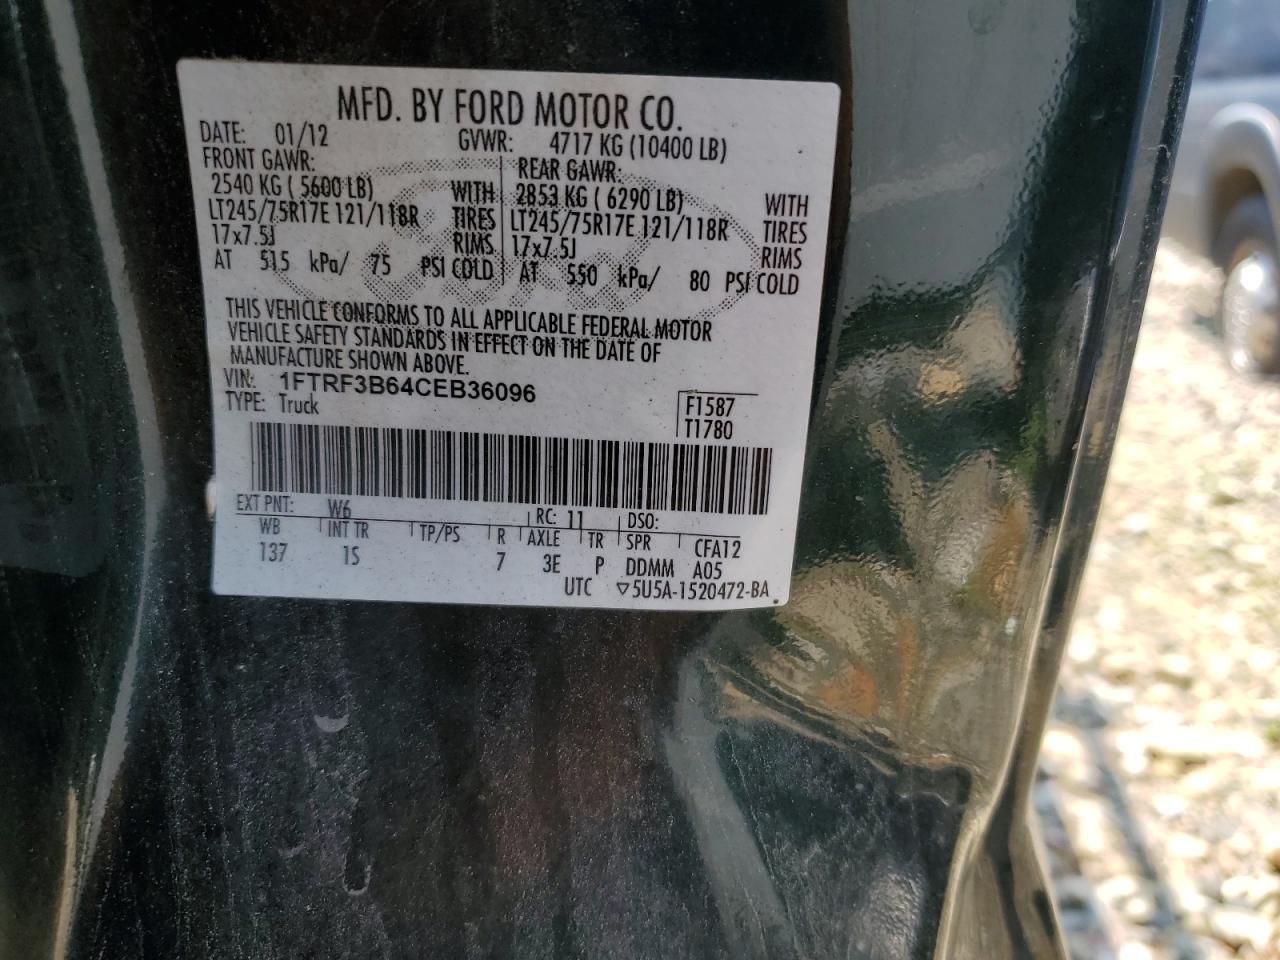 MFD. BY FORD MOTOR CO.
DATE: 01/12 GVWR: 4717 KG (10400 LB)
FRONT GAWR: REAR GAWR:
2540 KG ( 5600 LB) WITH 2853 KG ( 6290 LB) WITH
LT245/75R17E 121/118R TIRES LT245/75R17E 121/118R TIRES
17x7.5J RIMS 17x7.5J RIMS
AT 515 kPa/ 75 PSI COLD AT 550 kPa/ 80 PSI COLD
THIS VEHICLE CONFORMS TO ALL APPLICABLE FEDERAL MOTOR
VEHICLE SAFETY STANDARDS IN EFFECT ON THE DATE OF
MANUFACTURE SHOWN ABOVE.
VIN: 1FTRF3B64CEB36096
TYPE: Truck
F1587
T1780
EXT PNT: W6 RC: 11 DSO:
WB INT TR TP/PS R AXLE TR SPR CFA12
137 1S 7 3E P DDMM A05
UTC ▽5U5A-1520472-BA